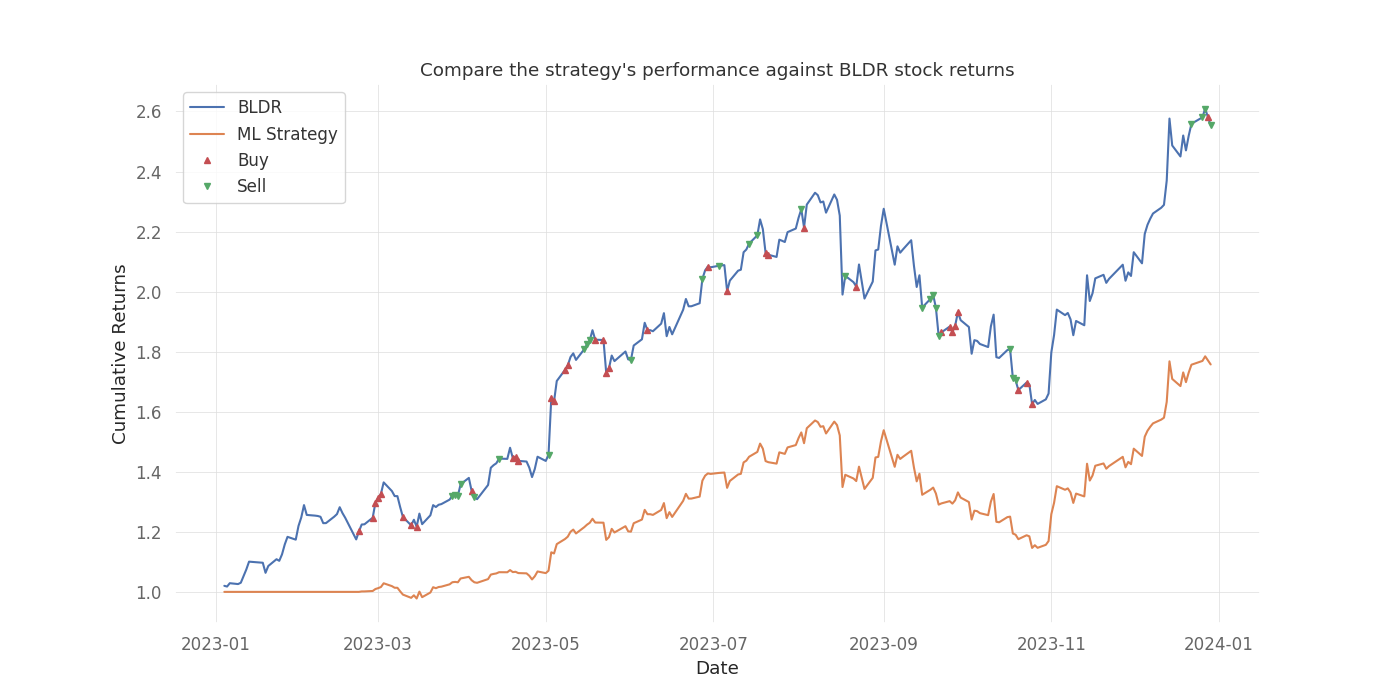 Compare the strategy's performance against BLDR stock returns
BLDR
ML Strategy
Buy
Sell
Cumulative Returns
2.6
2.4
2.2
2.0
1.8
1.6
1.4
1.2
1.0
2023-01
2023-03
2023-05
2023-07
2023-09
2023-11
2024-01
Date